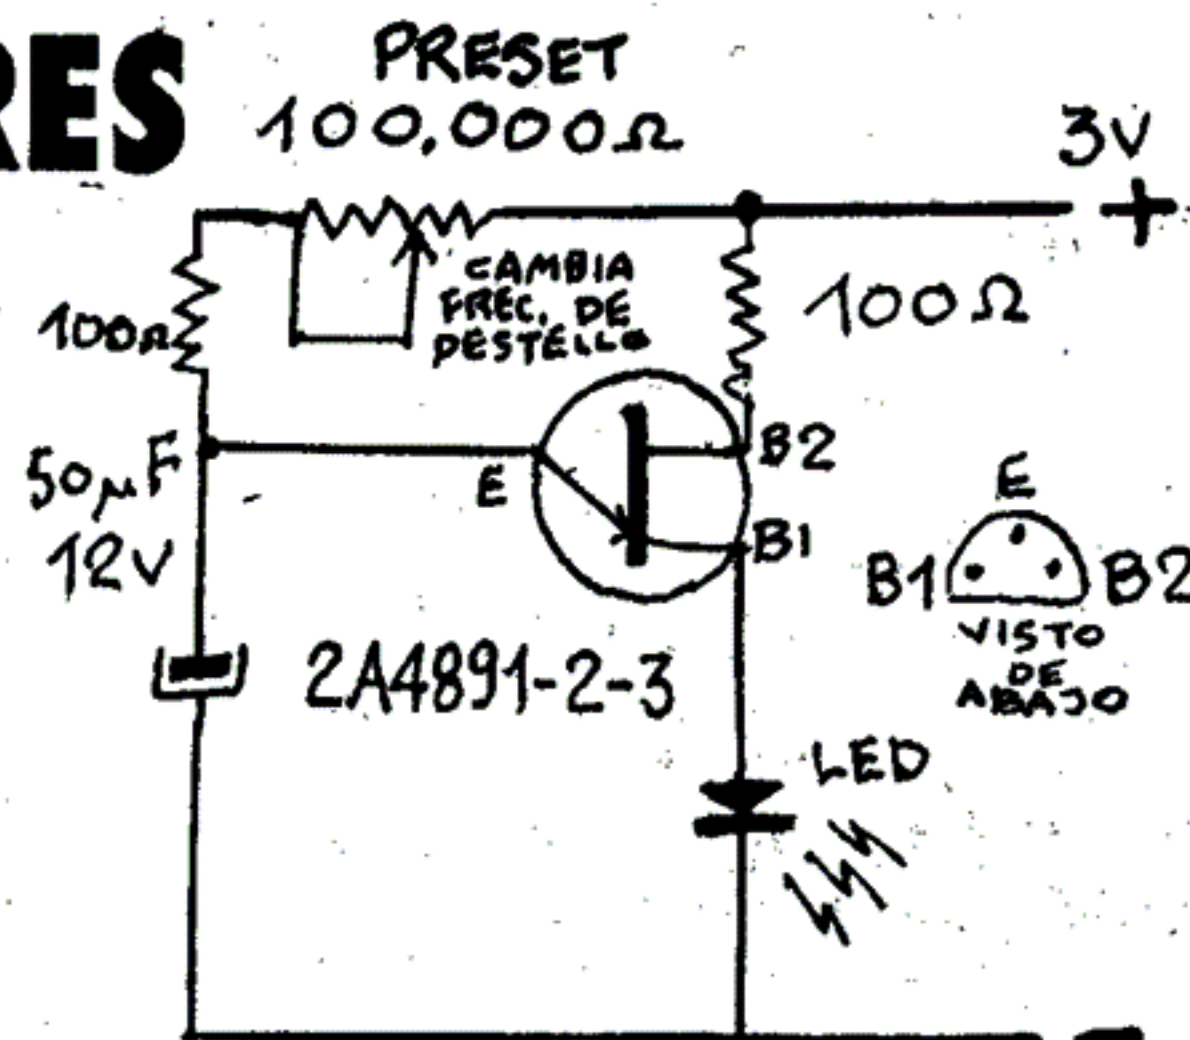 RES
PRESET
100,000Ω
3V
+
100Ω
CAMBIA
FREC. DE
DESTELLO
100Ω
50μF
12V
E
B2
B1
E
B1
B2
VISTO
DE
ABAJO
2A4891-2-3
LED
-